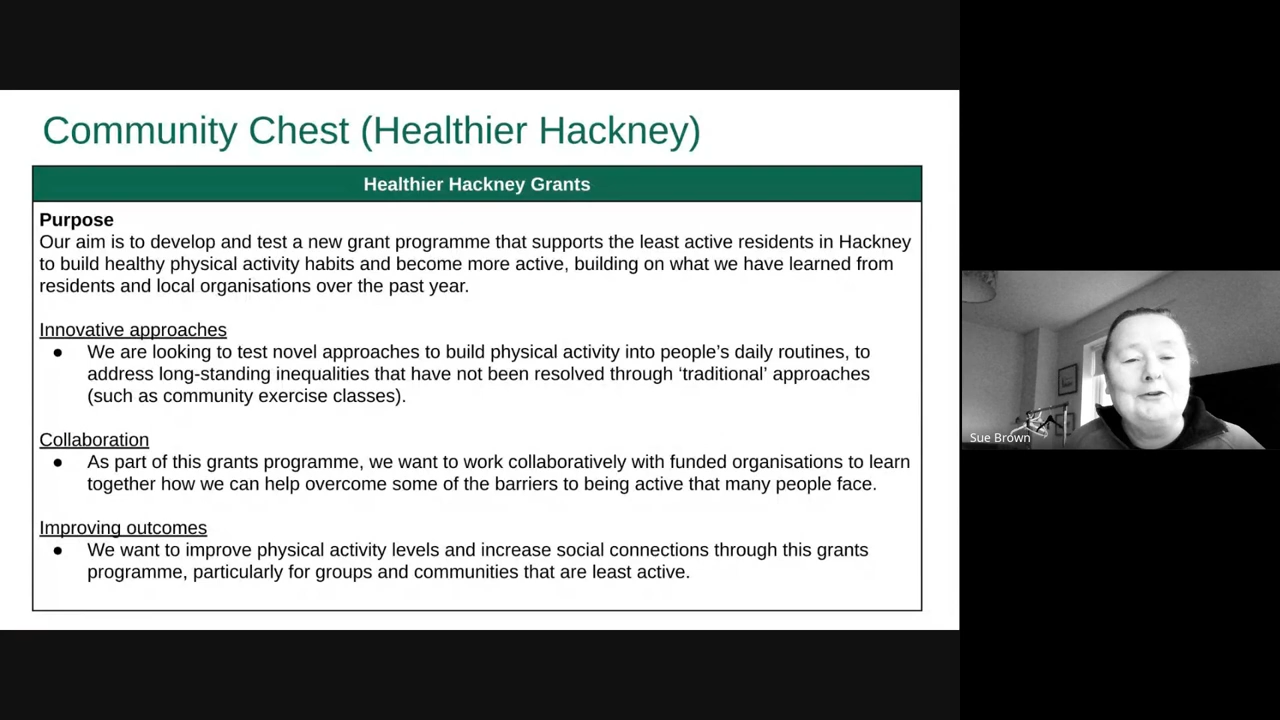 Community Chest (Healthier Hackney)
Healthier Hackney Grants
Purpose
Our aim is to develop and test a new grant programme that supports the least active residents in Hackney
to build healthy physical activity habits and become more active, building on what we have learned from
residents and local organisations over the past year.
Innovative approaches
● We are looking to test novel approaches to build physical activity into people’s daily routines, to
address long-standing inequalities that have not been resolved through ‘traditional’ approaches
(such as community exercise classes).
Collaboration
● As part of this grants programme, we want to work collaboratively with funded organisations to learn
together how we can help overcome some of the barriers to being active that many people face.
Improving outcomes
● We want to improve physical activity levels and increase social connections through this grants
programme, particularly for groups and communities that are least active.
Sue Brown